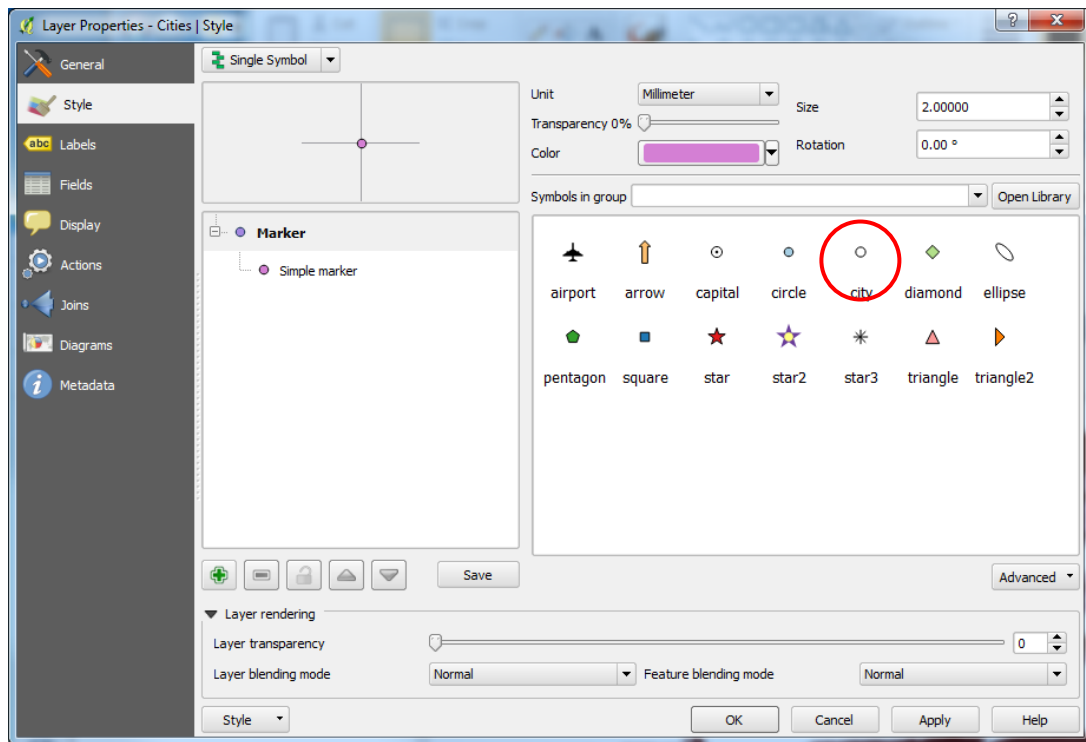 Layer Properties - Cities | Style
General
Style
abc Labels
Fields
Display
Actions
Joins
i Metadata
Diagrams
Single Symbol
Unit Millimeter Size 2.00000
Transparency 0%
Color Rotation 0.00 °
Symbols in group Open Library
Marker
Simple marker
airport arrow capital circle city diamond ellipse
pentagon square star star2 star3 triangle triangle2
Save
Advanced
Layer rendering
Layer transparency 0
Layer blending mode Normal Feature blending mode Normal
Style OK Cancel Apply Help